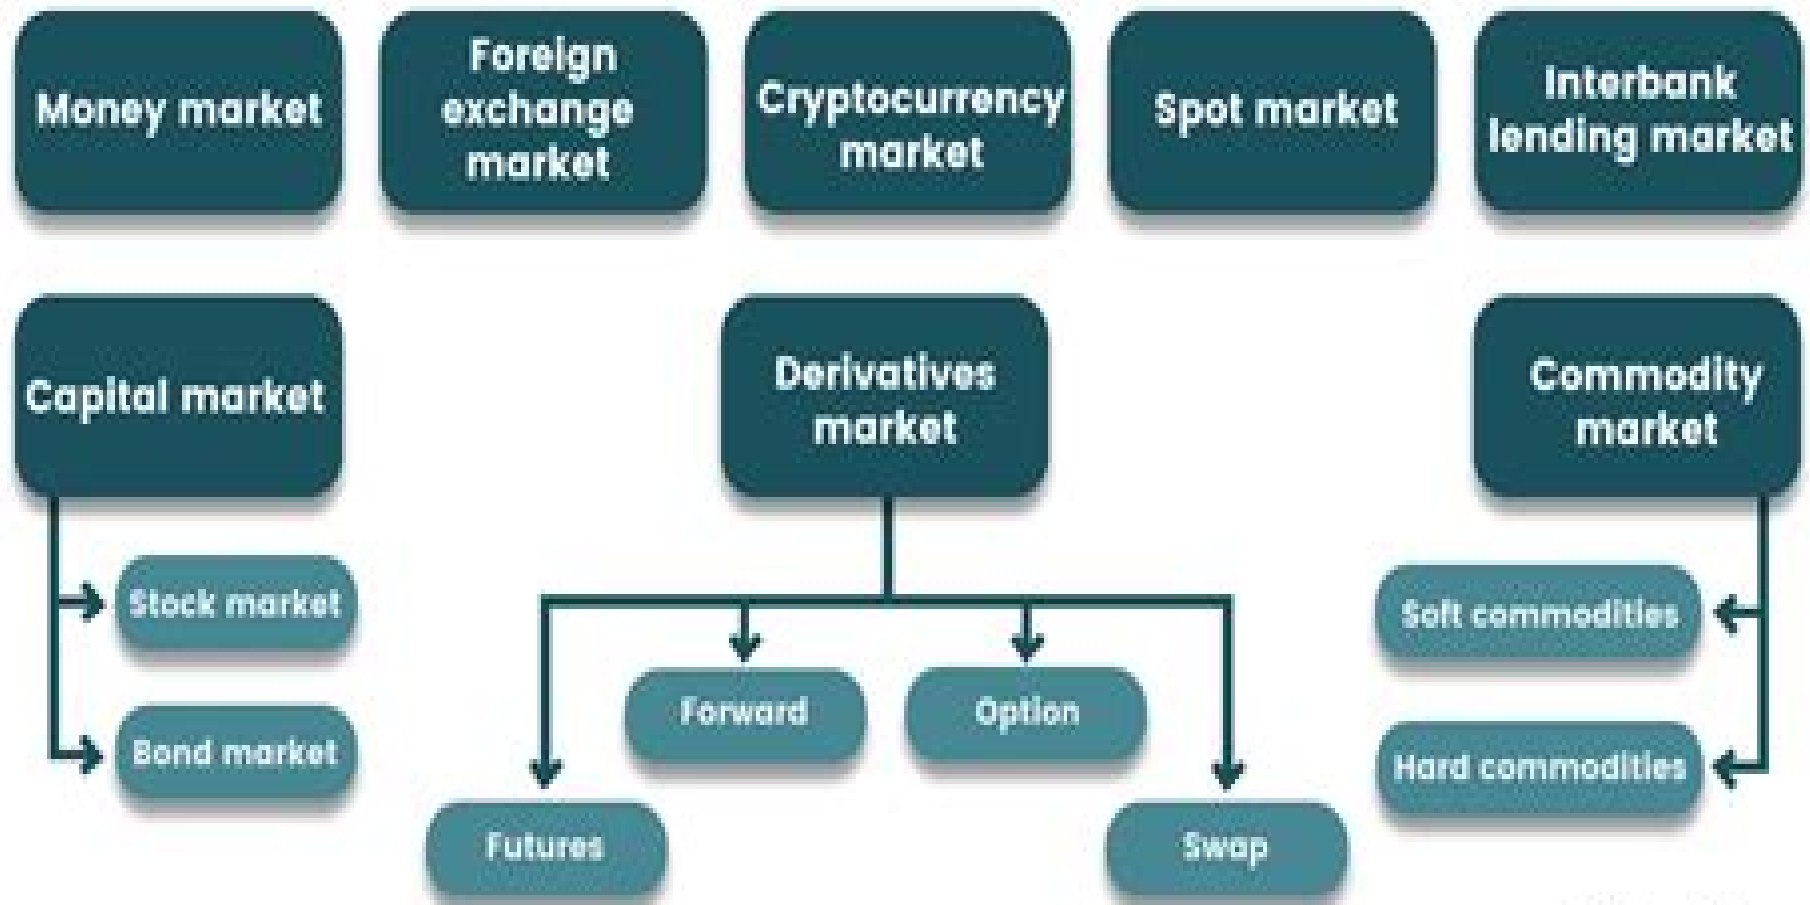 Money market
Foreign
exchange
market
Cryptocurrency
market
Spot market
Interbank
lending market
Capital market
Derivatives
market
Commodity
market
Stock market
Bond market
Forward
Option
Futures
Swap
Soft commodities
Hard commodities